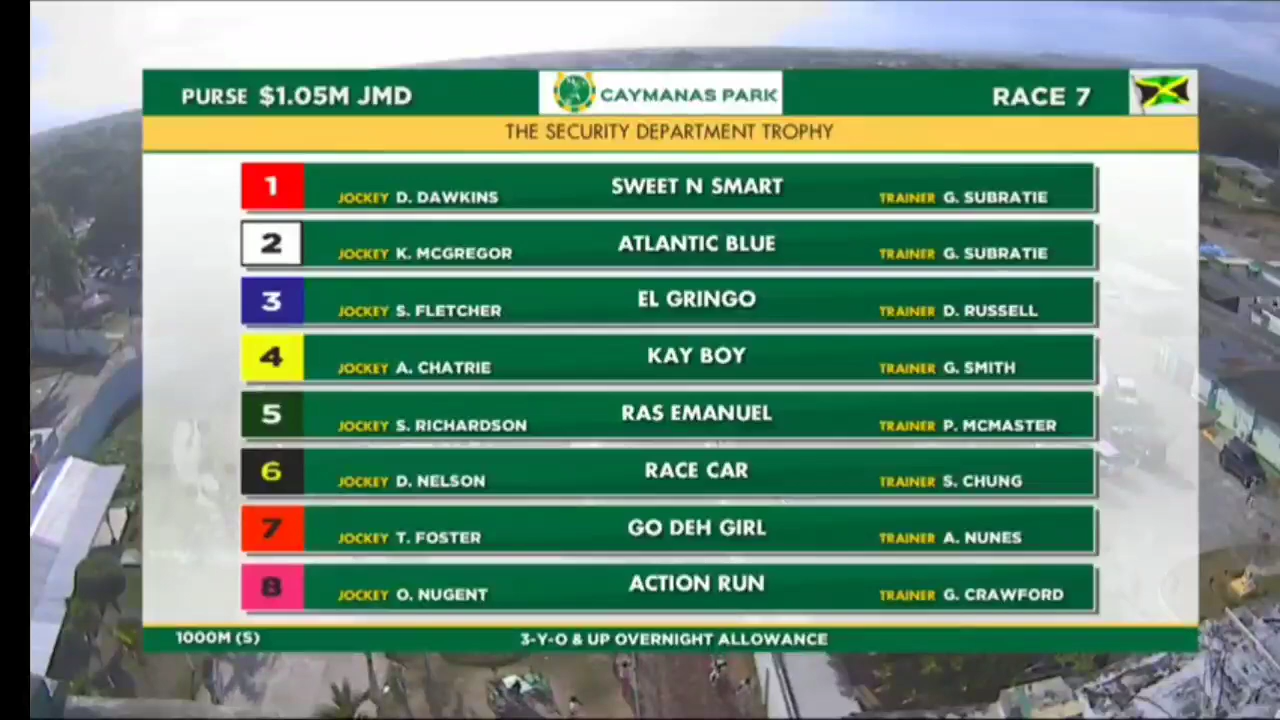 PURSE $1.05M JMD CAYMANAS PARK RACE 7
THE SECURITY DEPARTMENT TROPHY
1 JOCKEY D. DAWKINS SWEET N SMART TRAINER G. SUBRATIE
2 JOCKEY K. MCGREGOR ATLANTIC BLUE TRAINER G. SUBRATIE
3 JOCKEY S. FLETCHER EL GRINGO TRAINER D. RUSSELL
4 JOCKEY A. CHATRIE KAY BOY TRAINER G. SMITH
5 JOCKEY S. RICHARDSON RAS EMANUEL TRAINER P. MCMASTER
6 JOCKEY D. NELSON RACE CAR TRAINER S. CHUNG
7 JOCKEY T. FOSTER GO DEH GIRL TRAINER A. NUNES
8 JOCKEY O. NUGENT ACTION RUN TRAINER G. CRAWFORD
1000M (S) 3-Y-O & UP OVERNIGHT ALLOWANCE